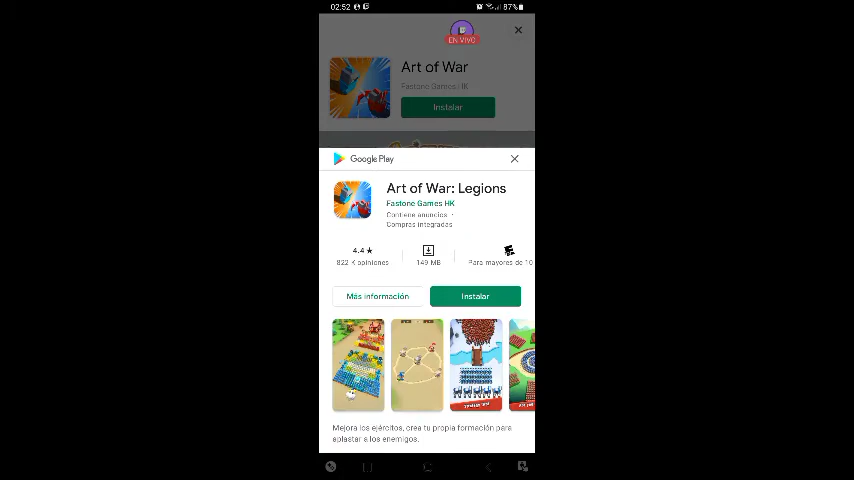 02:52
87%
EN VIVO
Art of War
Fastone Games HK
Instalar
Google Play
Art of War: Legions
Fastone Games HK
Contiene anuncios ·
Compras integradas
4.4 ★
822 K opiniones
149 MB
Para mayores de 10
Más información
Instalar
Mejora los ejércitos, crea tu propia formación para
aplastar a los enemigos.